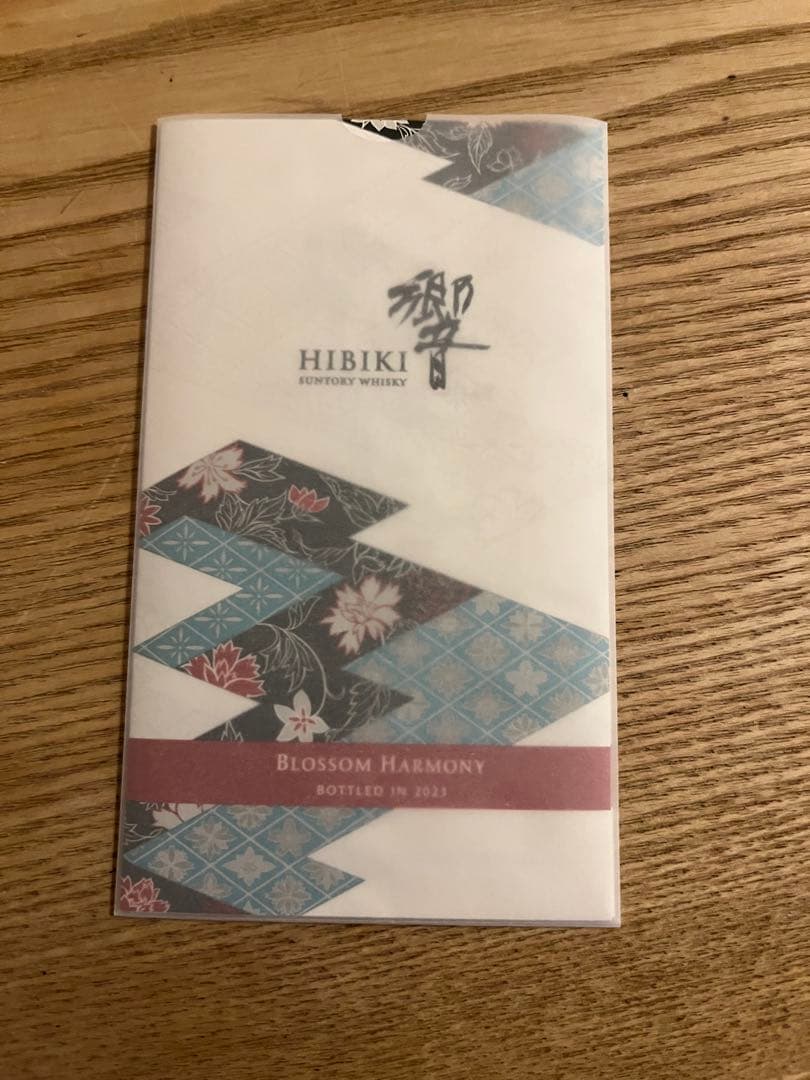 響
HIBIKI
SUNTORY WHISKY
BLOSSOM HARMONY
BOTTLED IN 2023